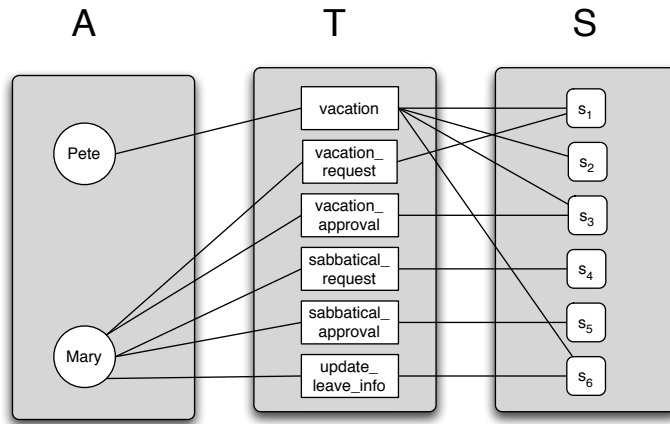 A
T
S
Pete
Mary
vacation
vacation_
request
vacation_
approval
sabbatical_
request
sabbatical_
approval
update_
leave_info
s1
s2
s3
s4
s5
s6